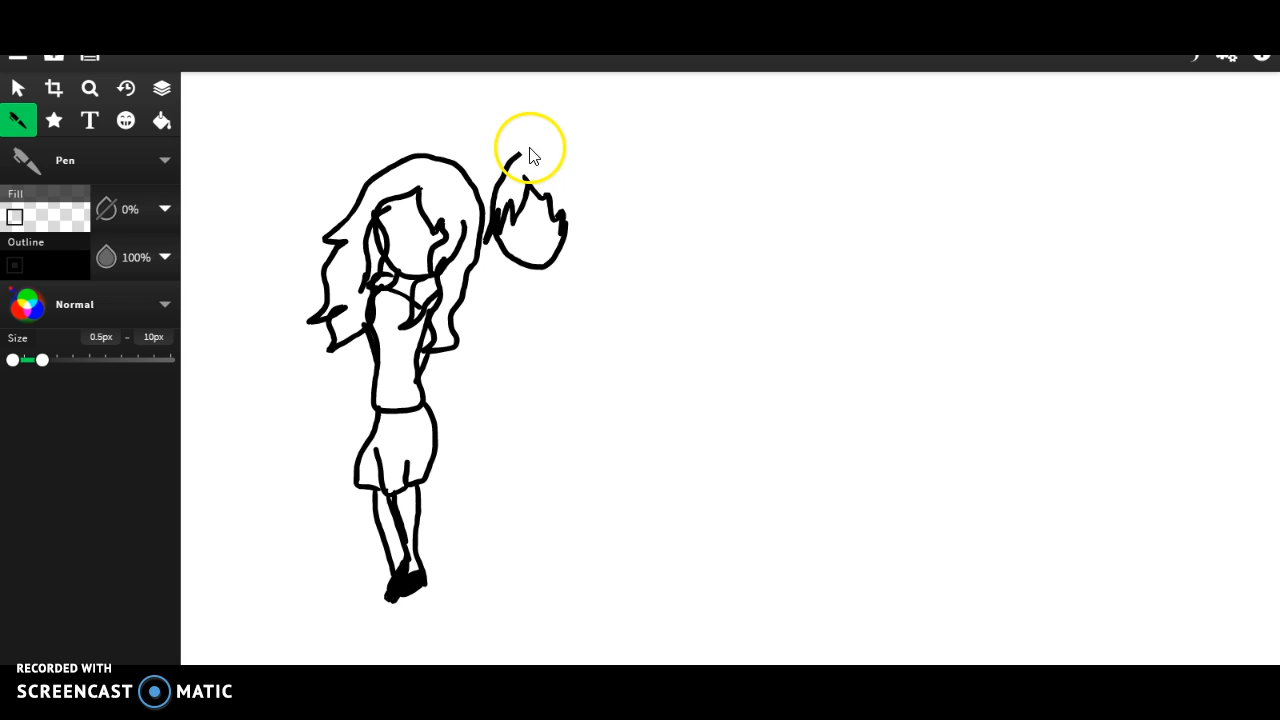 Pen
Fill
0%
Outline
100%
Normal
Size 0.5px - 10px
RECORDED WITH
SCREENCAST MATIC